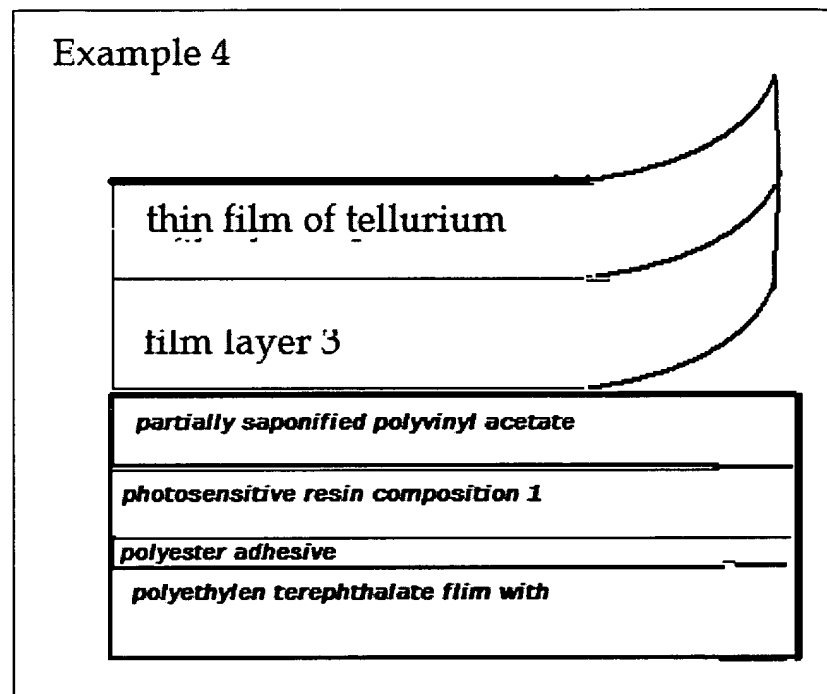 Example 4
thin film of tellurium
film layer 3
partially saponified polyvinyl acetate
photosensitive resin composition 1
polyester adhesive
polyethylen terephthalate flim with